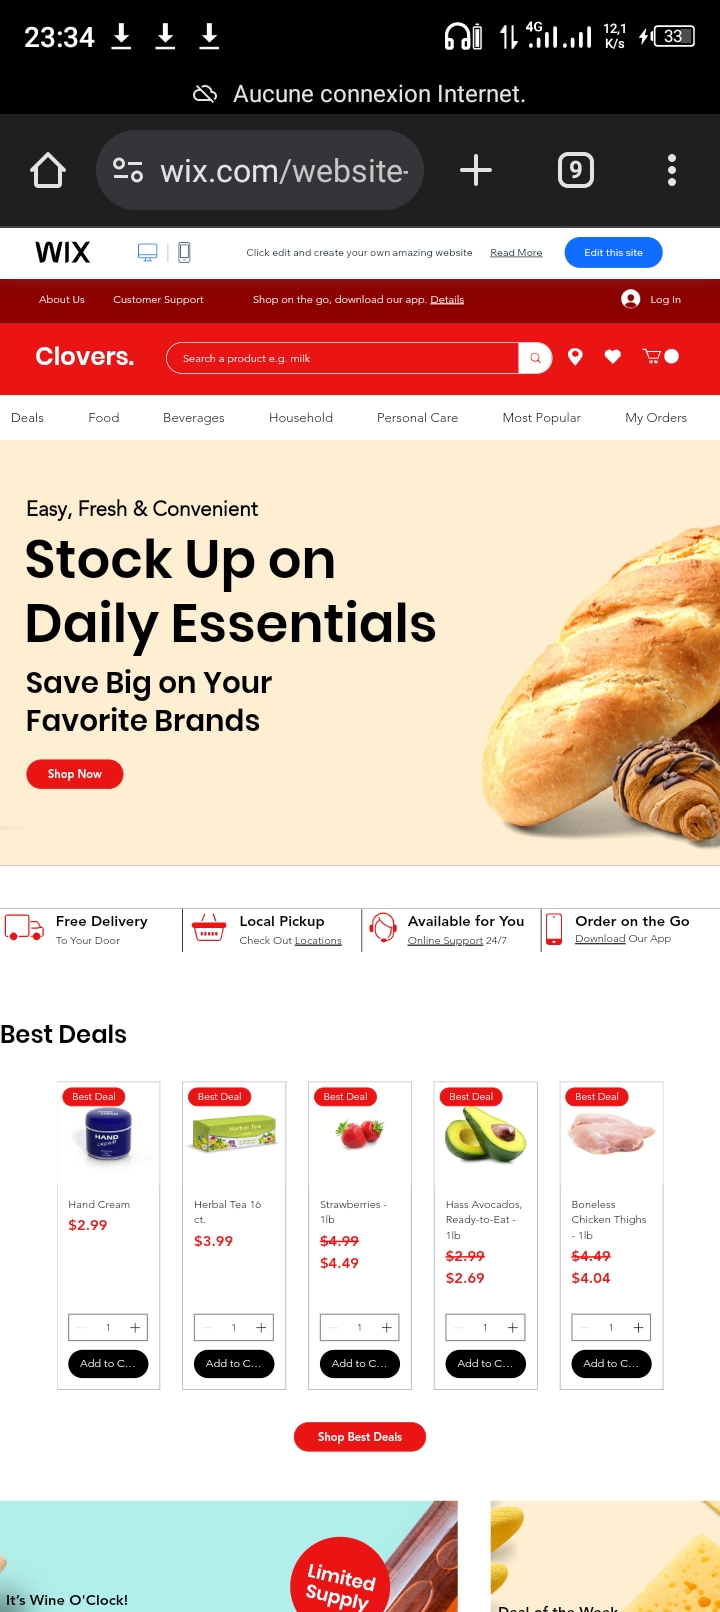 23:34
4G
12,1
K/s
33
Aucune connexion Internet.
wix.com/website-
9
WIX
Click edit and create your own amazing website Read More
Edit this site
About Us Customer Support Shop on the go, download our app. Details Log In
Clovers.
Search a product e.g. milk
Deals Food Beverages Household Personal Care Most Popular My Orders
Easy, Fresh & Convenient
Stock Up on
Daily Essentials
Save Big on Your
Favorite Brands
Shop Now
Free Delivery
To Your Door
Local Pickup
Check Out Locations
Available for You
Online Support 24/7
Order on the Go
Download Our App
Best Deals
Best Deal
HAND
CREAM
Hand Cream
$2.99
1
Add to C...
Best Deal
Herbal Tea
Herbal Tea 16
ct.
$3.99
1
Add to C...
Best Deal
Strawberries -
1lb
$4.99
$4.49
1
Add to C...
Best Deal
Hass Avocados,
Ready-to-Eat -
1lb
$2.99
$2.69
1
Add to C...
Best Deal
Boneless
Chicken Thighs
- 1lb
$4.49
$4.04
1
Add to C...
Shop Best Deals
Limited
Supply
It's Wine O'Clock!
Deal of the Week